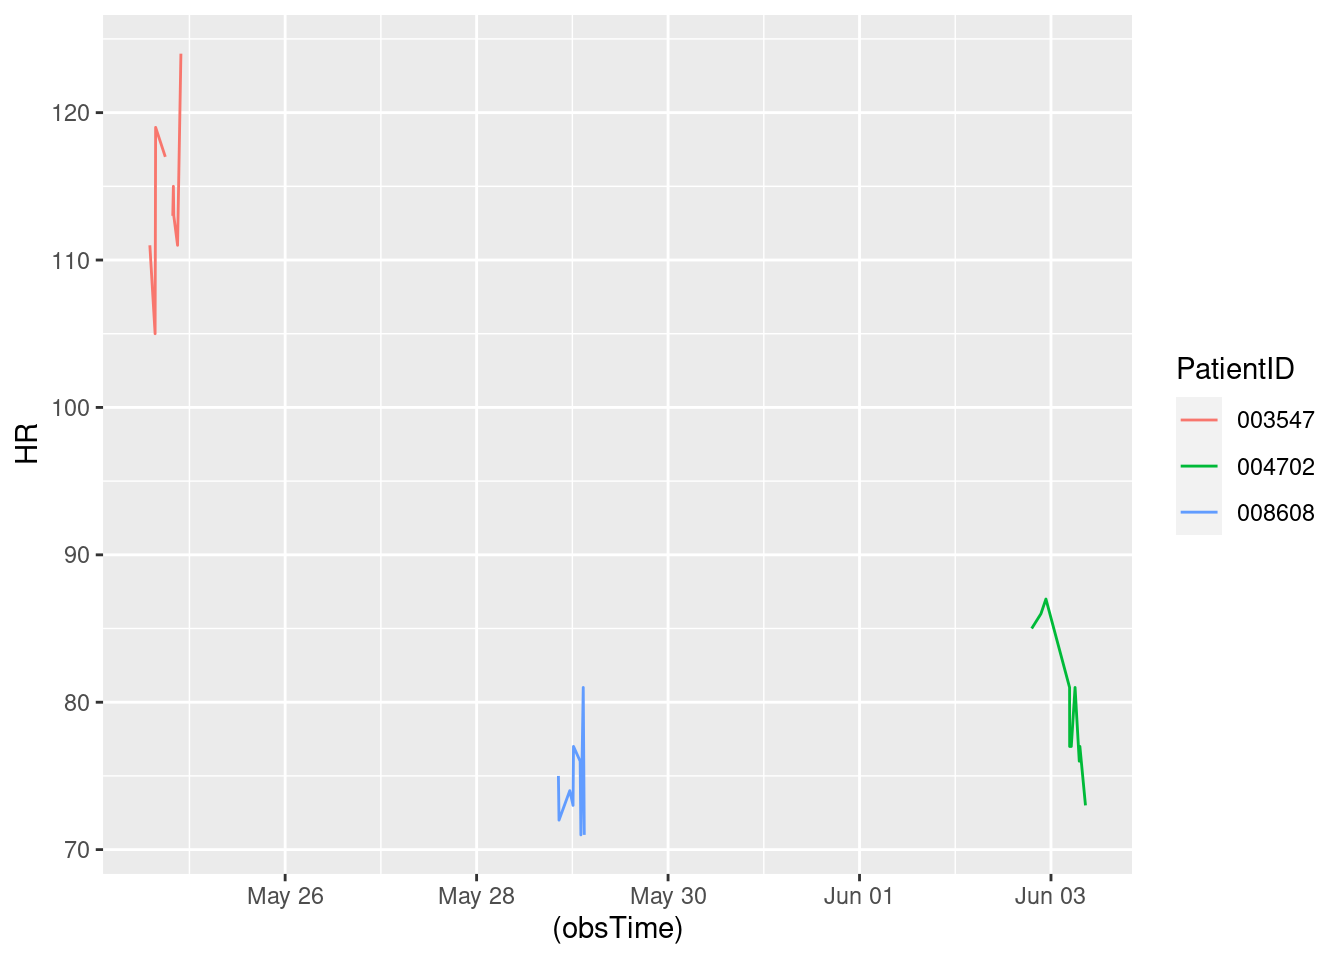 120
110
100
90
80
70
HR
May 26
May 28
May 30
Jun 01
Jun 03
(obsTime)
PatientID
003547
004702
008608